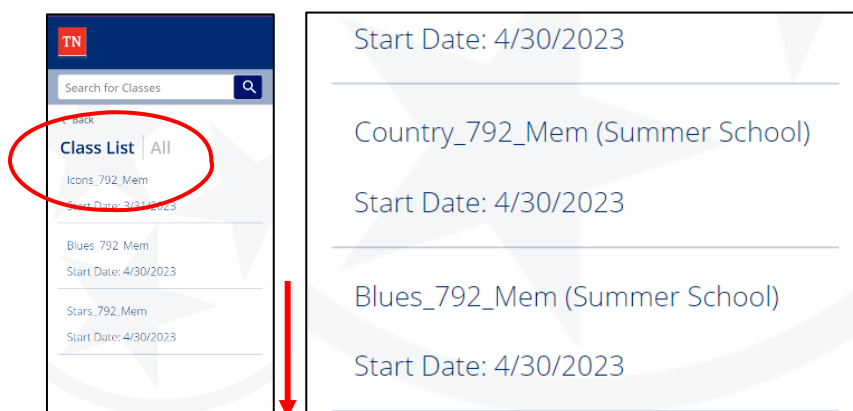 TN
Search for Classes
< Back
Class List | All
Icons_792_Mem
Start Date: 3/31/2023
Blues_792_Mem
Start Date: 4/30/2023
Stars_792_Mem
Start Date: 4/30/2023
Start Date: 4/30/2023
Country_792_Mem (Summer School)
Start Date: 4/30/2023
Blues_792_Mem (Summer School)
Start Date: 4/30/2023